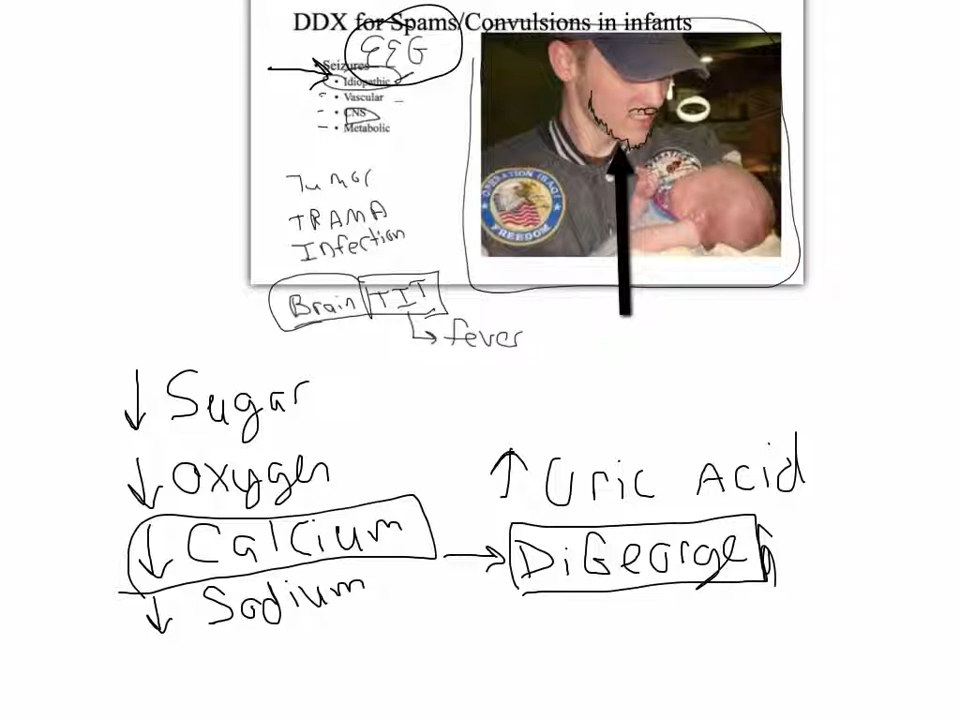 DDX for Spams/Convulsions in infants
EEG
• Seizures
• Idiopathic
• Vascular
• CNS
• Metabolic
OPERATION IRAQI
FREEDOM
Tumor
TRAMA
Infection
Brain TIT
fever
↓ Sugar
↓ Oxygen
↑ Uric Acid
↓ Calcium → DiGeorge
↓ Sodium